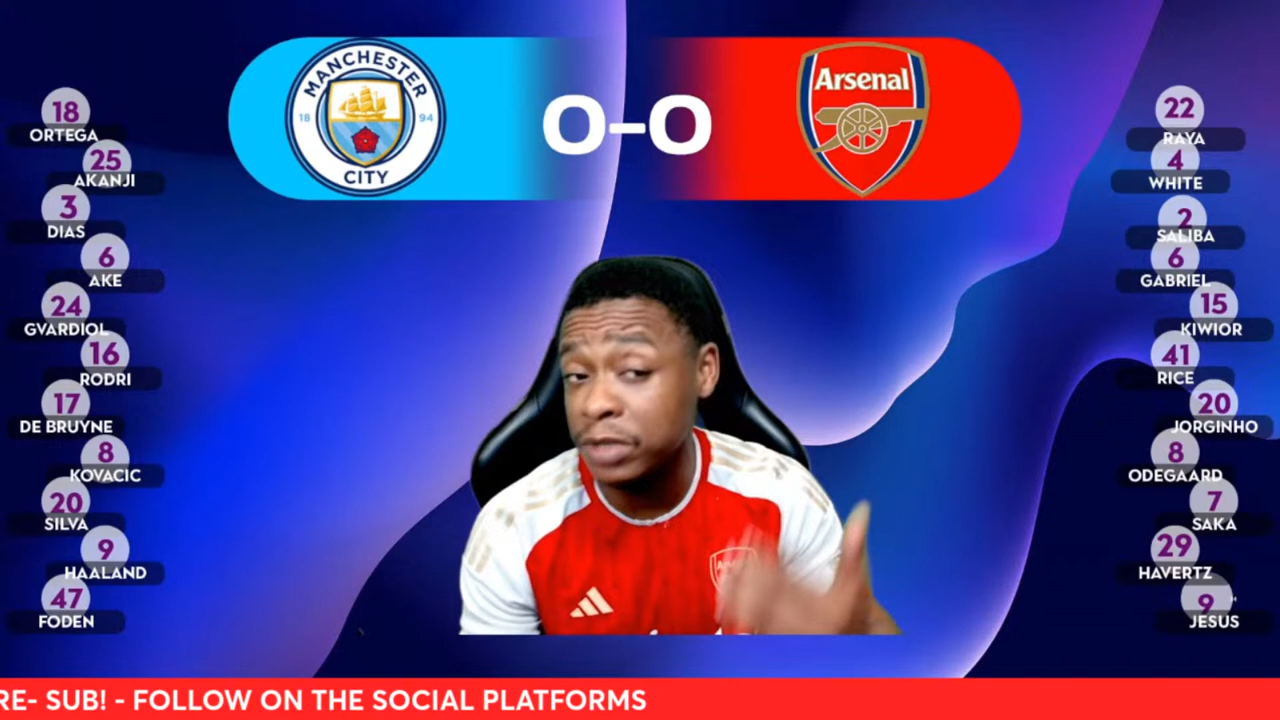 MANCHESTER
18 94
CITY
0-0
Arsenal
18
ORTEGA
25
AKANJI
3
DIAS
6
AKE
24
GVARDIOL
16
RODRI
17
DE BRUYNE
8
KOVACIC
20
SILVA
9
HAALAND
47
FODEN
22
RAYA
4
WHITE
2
SALIBA
6
GABRIEL
15
KIWIOR
41
RICE
20
JORGINHO
8
ODEGAARD
7
SAKA
29
HAVERTZ
9
JESUS
RE- SUB! - FOLLOW ON THE SOCIAL PLATFORMS